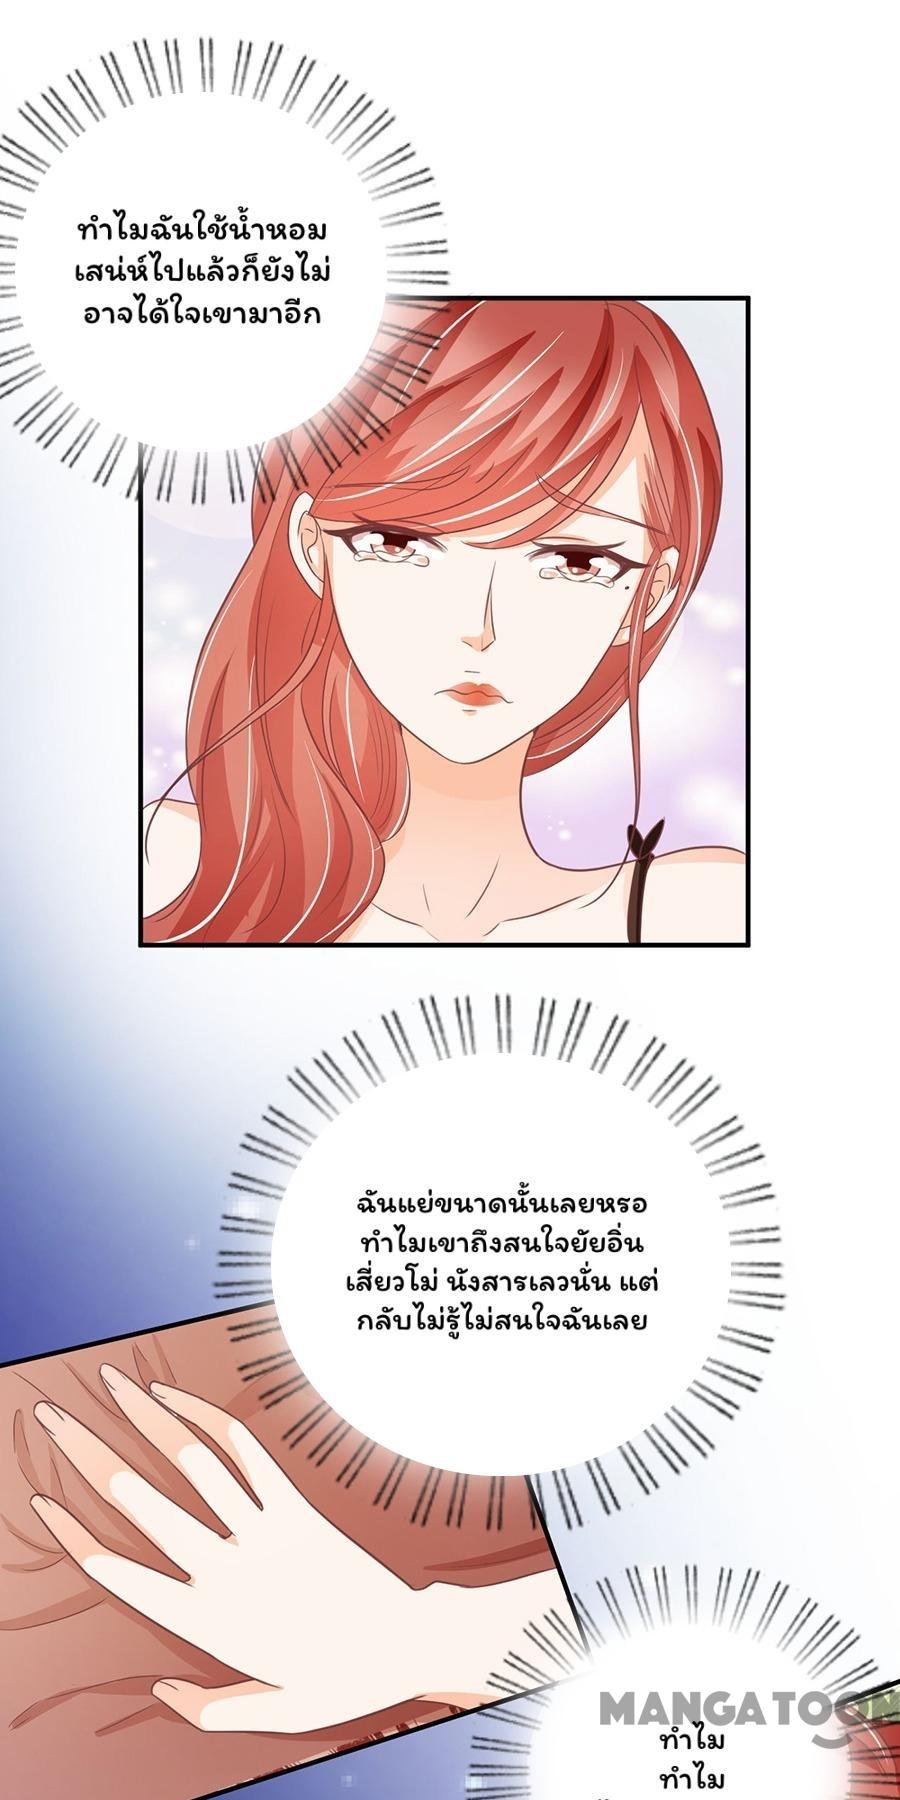 ทำไมฉันใช้น้ำหอม
เสน่ห์ไปแล้วก็ยังไม่
อาจได้ใจเขามาอีก
ฉันแย่ขนาดนั้นเลยหรอ
ทำไมเขาถึงสนใจยัยอิ่น
เสี่ยวโม่ นังสารเลวนั่น แต่
กลับไม่รู้ไม่สนใจฉันเลย
MANGATOON
ทำไม
ทำไม